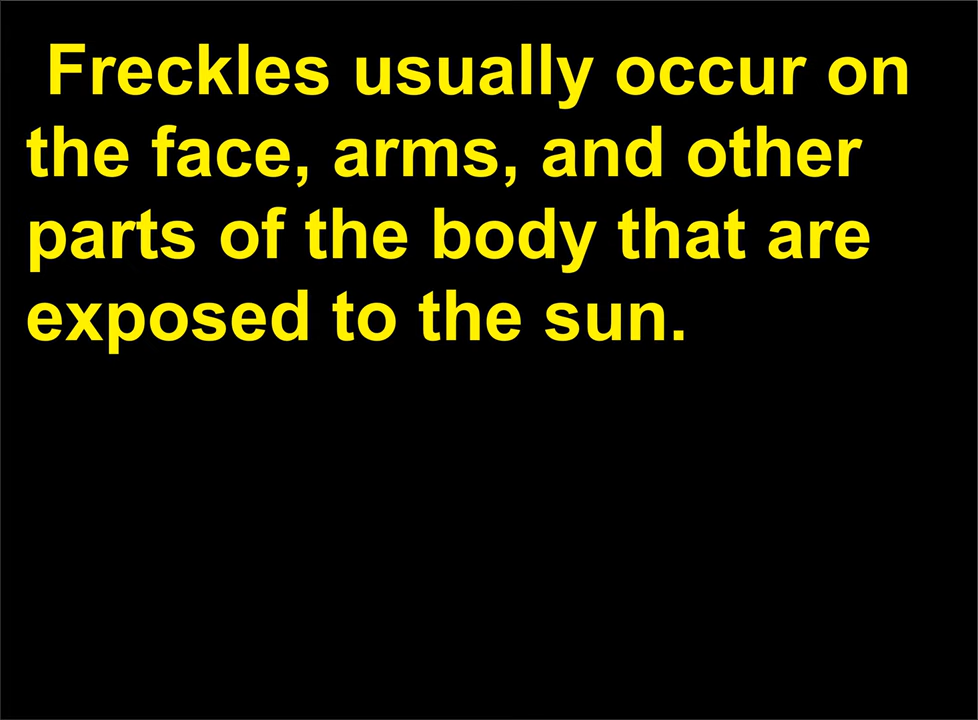 Freckles usually occur on
the face, arms, and other
parts of the body that are
exposed to the sun.